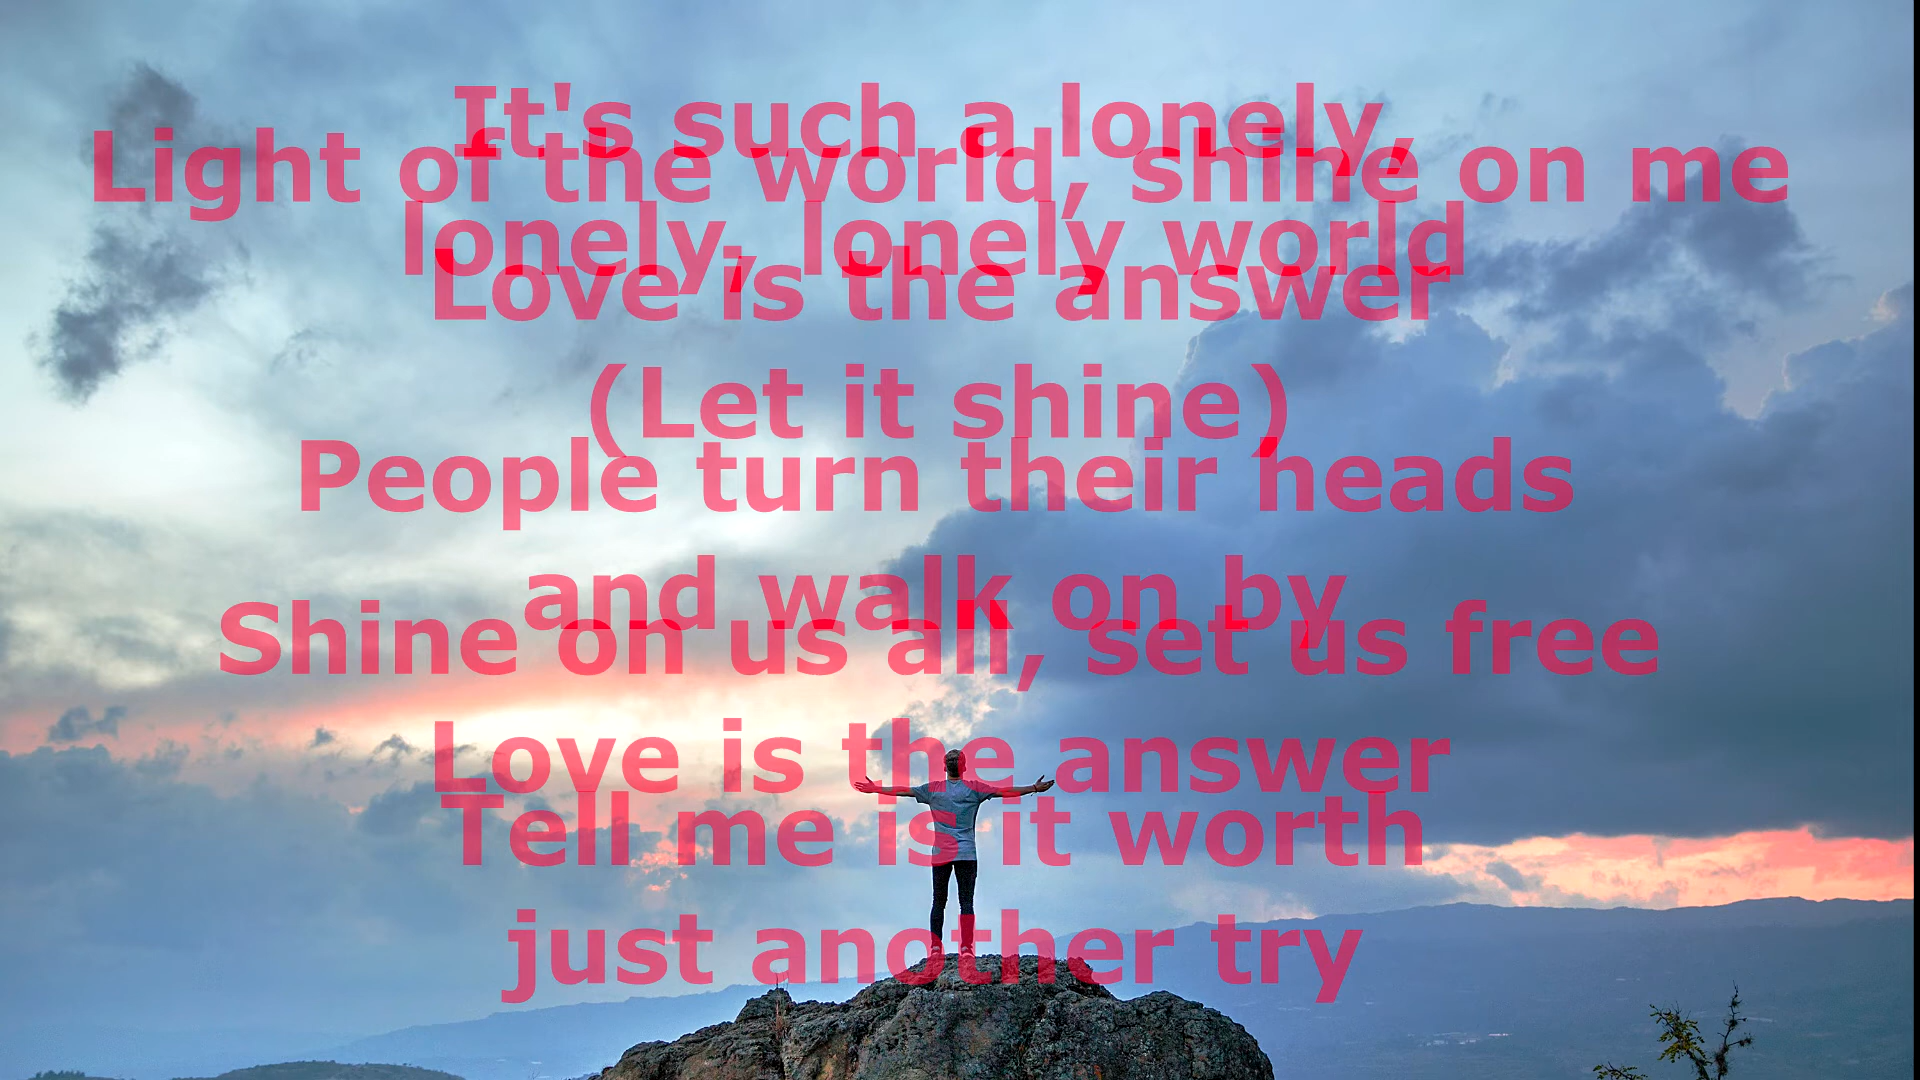 It's such a lonely,
Light of the world, shine on me
lonely, lonely world
Love is the answer
(Let it shine)
People turn their heads
and walk on by
Shine on us all, set us free
Love is the answer
Tell me is it worth
just another try